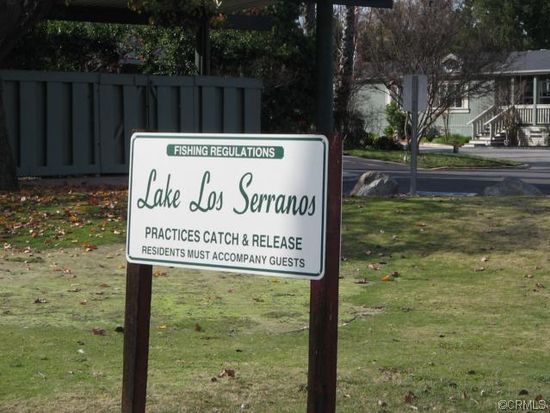 FISHING REGULATIONS
Lake Los Serranos
PRACTICES CATCH & RELEASE
RESIDENTS MUST ACCOMPANY GUESTS
©CRMLS